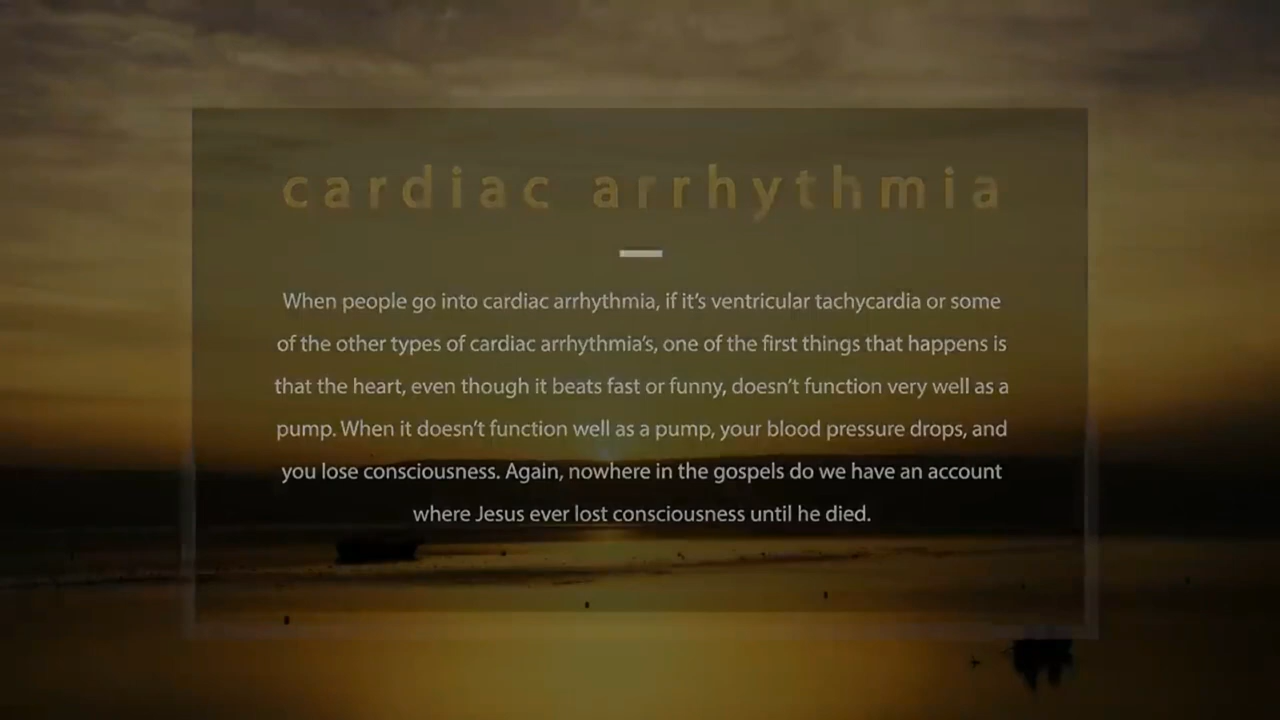 cardiac arrhythmia
When people go into cardiac arrhythmia, if it's ventricular tachycardia or some
of the other types of cardiac arrhythmia's, one of the first things that happens is
that the heart, even though it beats fast or funny, doesn't function very well as a
pump. When it doesn't function well as a pump, your blood pressure drops, and
you lose consciousness. Again, nowhere in the gospels do we have an account
where Jesus ever lost consciousness until he died.